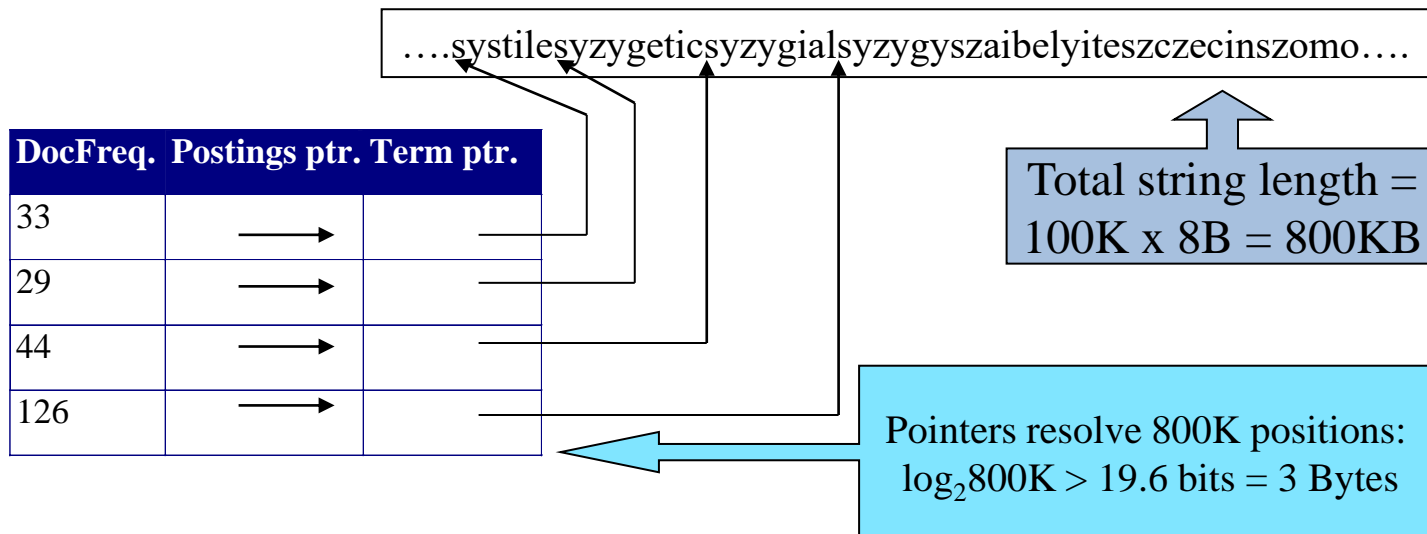 ….systilesyzygeticsyzygialsyzygyszaibelyiteszczecinszomo….
DocFreq. Postings ptr. Term ptr.
33
29
44
126
Total string length =
100K x 8B = 800KB
Pointers resolve 800K positions:
log₂800K > 19.6 bits = 3 Bytes